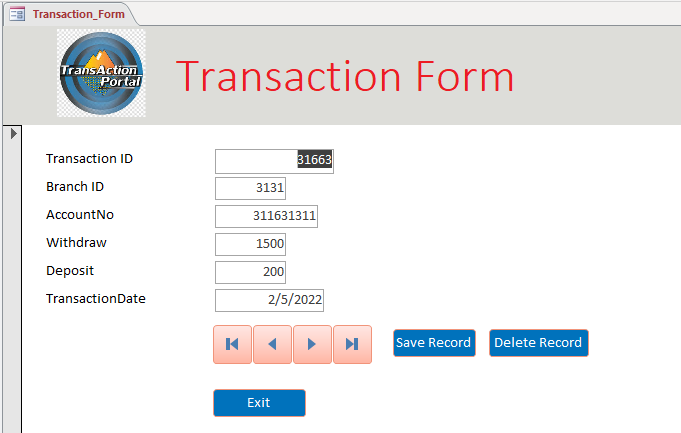 Transaction_Form
TransAction
Portal
Transaction Form
Transaction ID 31663
Branch ID 3131
AccountNo 311631311
Withdraw 1500
Deposit 200
TransactionDate 2/5/2022
Save Record Delete Record
Exit